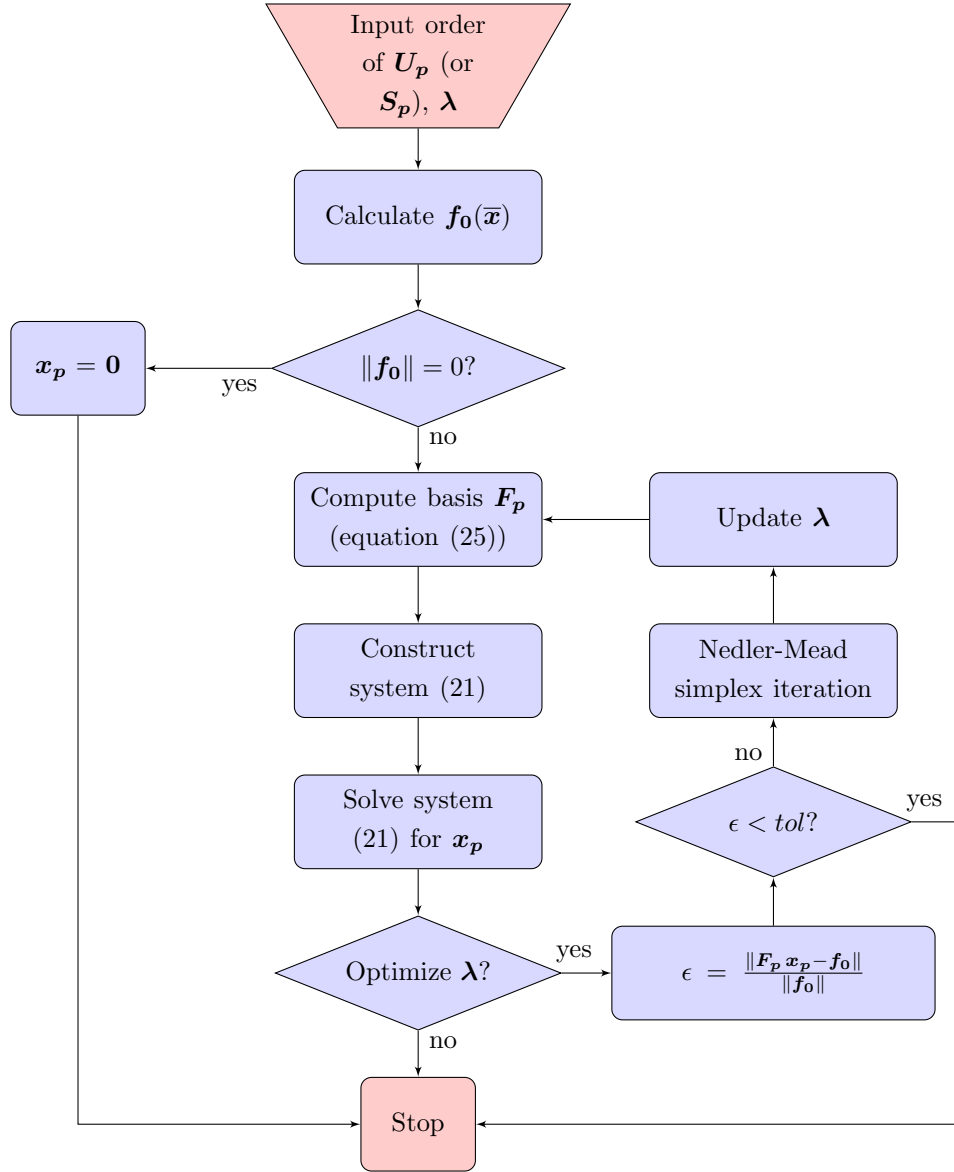 Input order
of U_p (or
S_p), λ
Calculate f_0(x̅)
‖f_0‖ = 0?
yes
x_p = 0
no
Compute basis F_p
(equation (25))
Update λ
Construct
system (21)
Nedler-Mead
simplex iteration
no
Solve system
(21) for x_p
ϵ < tol?
yes
Optimize λ?
yes
ϵ = ‖F_p x_p−f_0‖ / ‖f_0‖
no
Stop